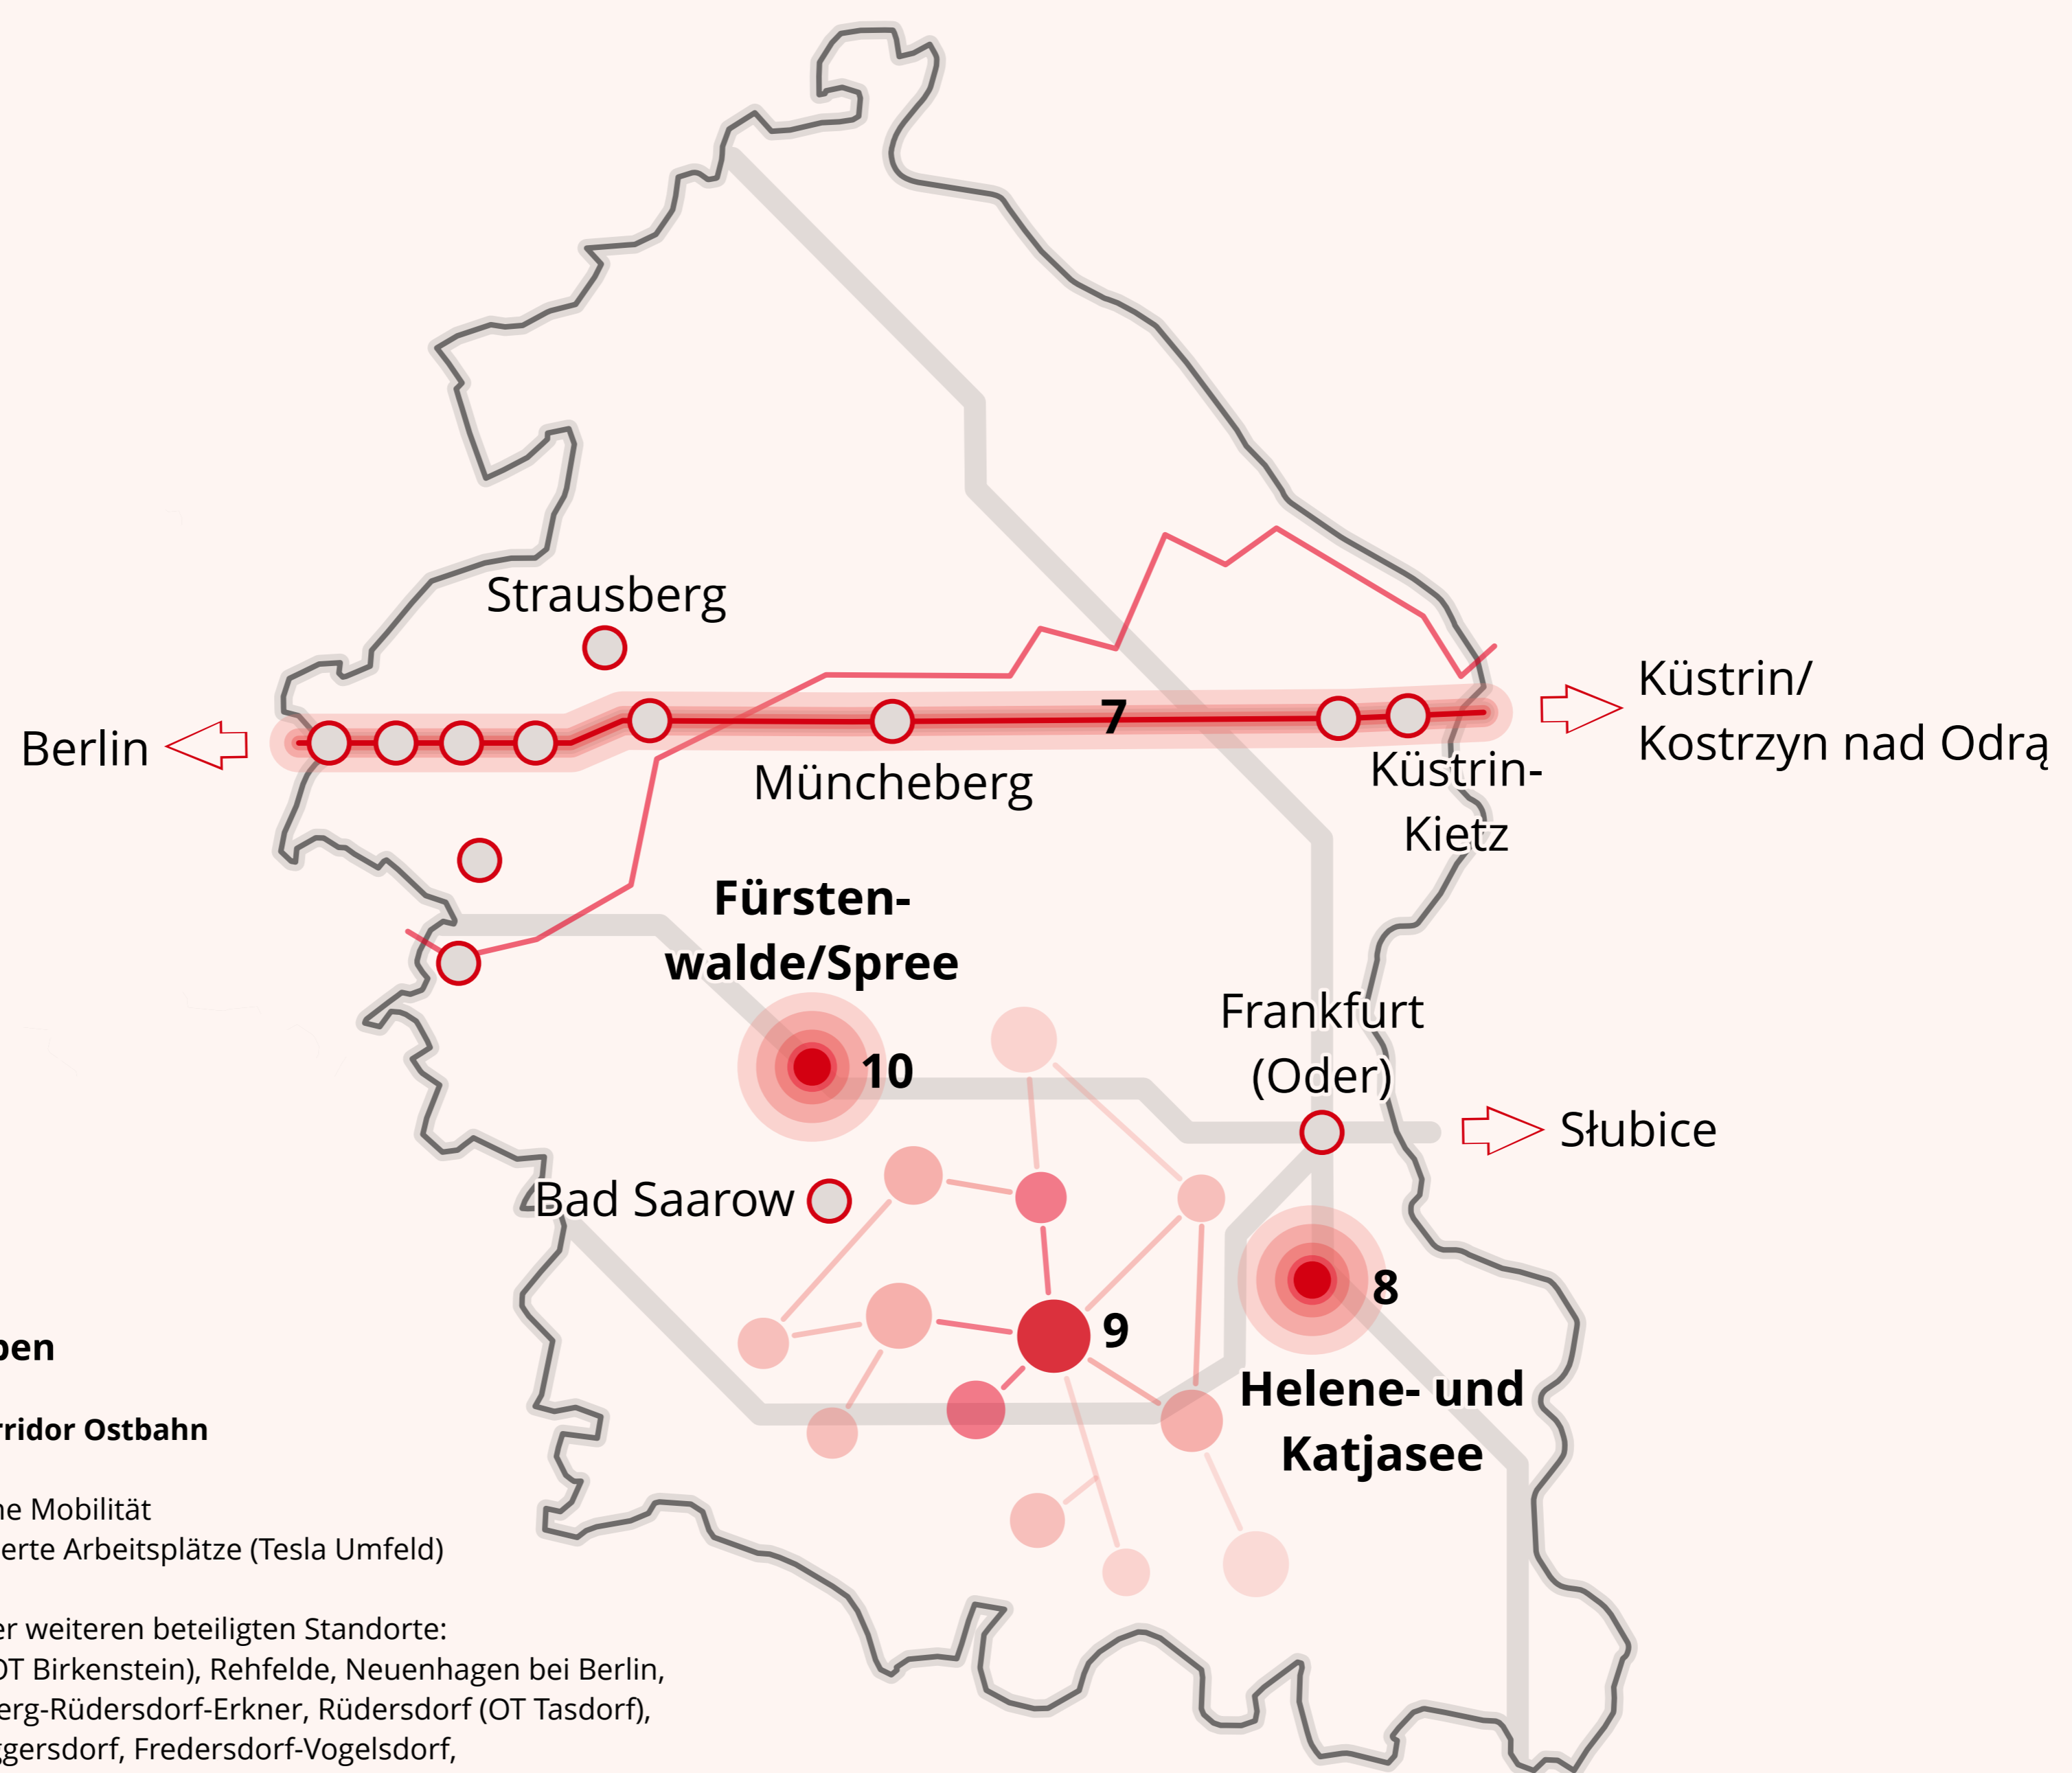 Strausberg
Küstrin/
Kostrzyn nad Odrą
Berlin
7
Müncheberg
Küstrin-
Kietz
Fürsten-
walde/Spree
10
Frankfurt
(Oder)
Słubice
Bad Saarow
8
9
Helene- und
Katjasee
ben
rridor Ostbahn
ne Mobilität
erte Arbeitsplätze (Tesla Umfeld)
er weiteren beteiligten Standorte:
OT Birkenstein), Rehfelde, Neuenhagen bei Berlin,
erg-Rüdersdorf-Erkner, Rüdersdorf (OT Tasdorf),
ggersdorf, Fredersdorf-Vogelsdorf,